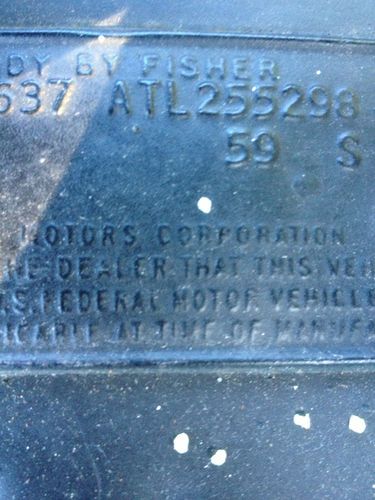 DY BY FISHER
637 ATL255298
59 S
MOTORS CORPORATION
HE DEALER THAT THIS VEH
.S. FEDERAL MOTOR VEHICLE
ICABLE AT TIME OF MANUFA